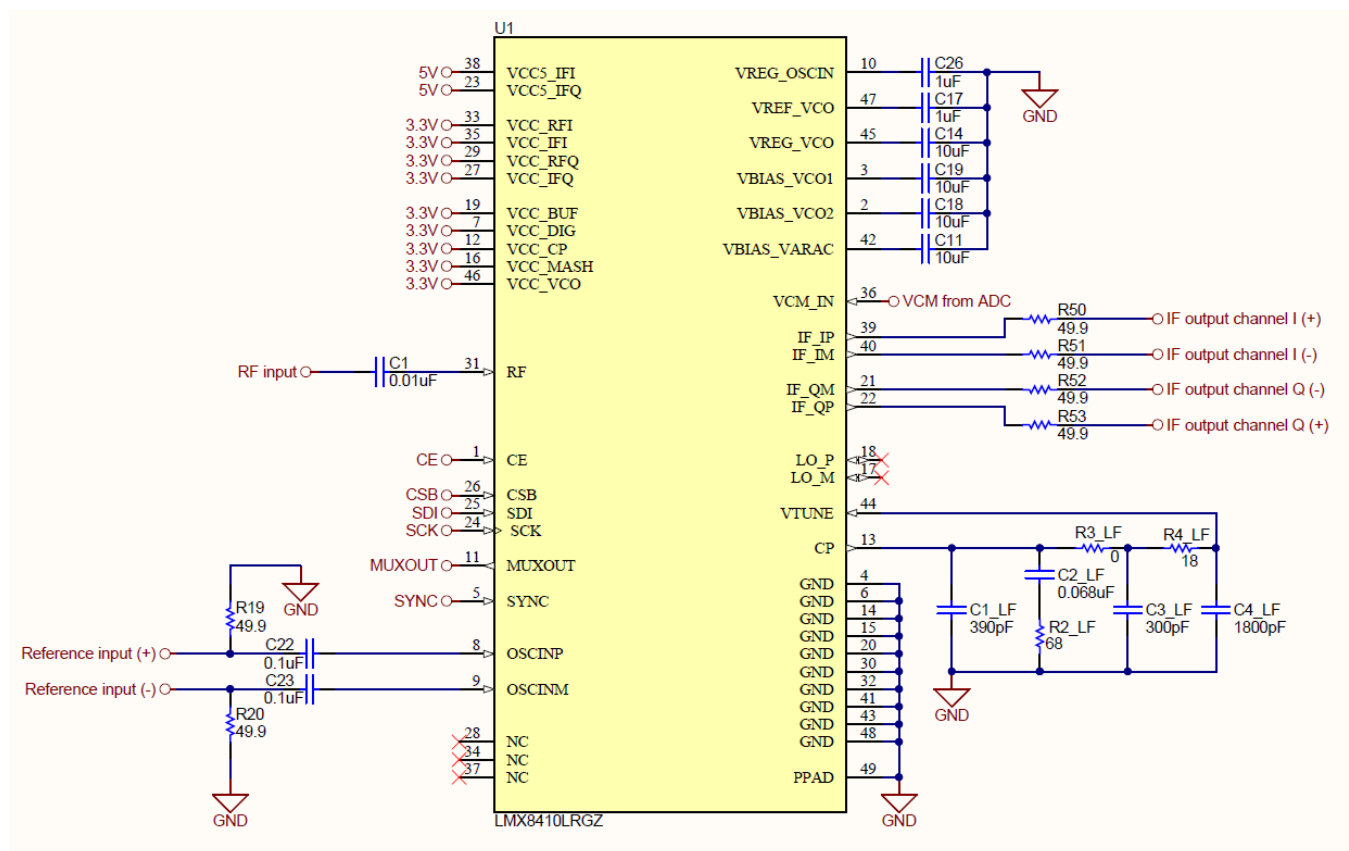 U1
5V 38 VCC5_IFI VREG_OSCIN 10 C26
1uF
5V 23 VCC5_IFQ
GND
3.3V 33 VCC_RFI VREF_VCO 47 C17
1uF
3.3V 35 VCC_IFI VREG_VCO 45 C14
10uF
3.3V 29 VCC_RFQ
3.3V 27 VCC_IFQ VBIAS_VCO1 3 C19
10uF
3.3V 19 VCC_BUF VBIAS_VCO2 2 C18
10uF
3.3V 7 VCC_DIG
3.3V 12 VCC_CP VBIAS_VARAC 42 C11
10uF
3.3V 16 VCC_MASH
3.3V 46 VCC_VCO
VCM_IN 36 VCM from ADC
IF_IP 39 R50 49.9 IF output channel I (+)
IF_IM 40 R51 49.9 IF output channel I (-)
RF input C1 0.01uF 31 RF
IF_QM 21 R52 49.9 IF output channel Q (-)
IF_QP 22 R53 49.9 IF output channel Q (+)
CE 1 CE LO_P 18
LO_M 17
CSB 26 CSB
SDI 25 SDI VTUNE 44
SCK 24 SCK
CP 13 R3_LF 0 R4_LF 18
MUXOUT 11 MUXOUT
C2_LF
0.068uF
GND 4
SYNC 5 SYNC GND 6
C1_LF
390pF
R2_LF
68
C3_LF
300pF
C4_LF
1800pF
GND
GND 14
GND 15
GND 20
GND 30
GND 32
GND 41
GND 43
GND 48
PPAD 49
GND
GND
R19
49.9
Reference input (+) C22 0.1uF 8 OSCINP
Reference input (-) C23 0.1uF 9 OSCINM
R20
49.9
GND
28 NC
34 NC
37 NC
LMX8410LRGZ